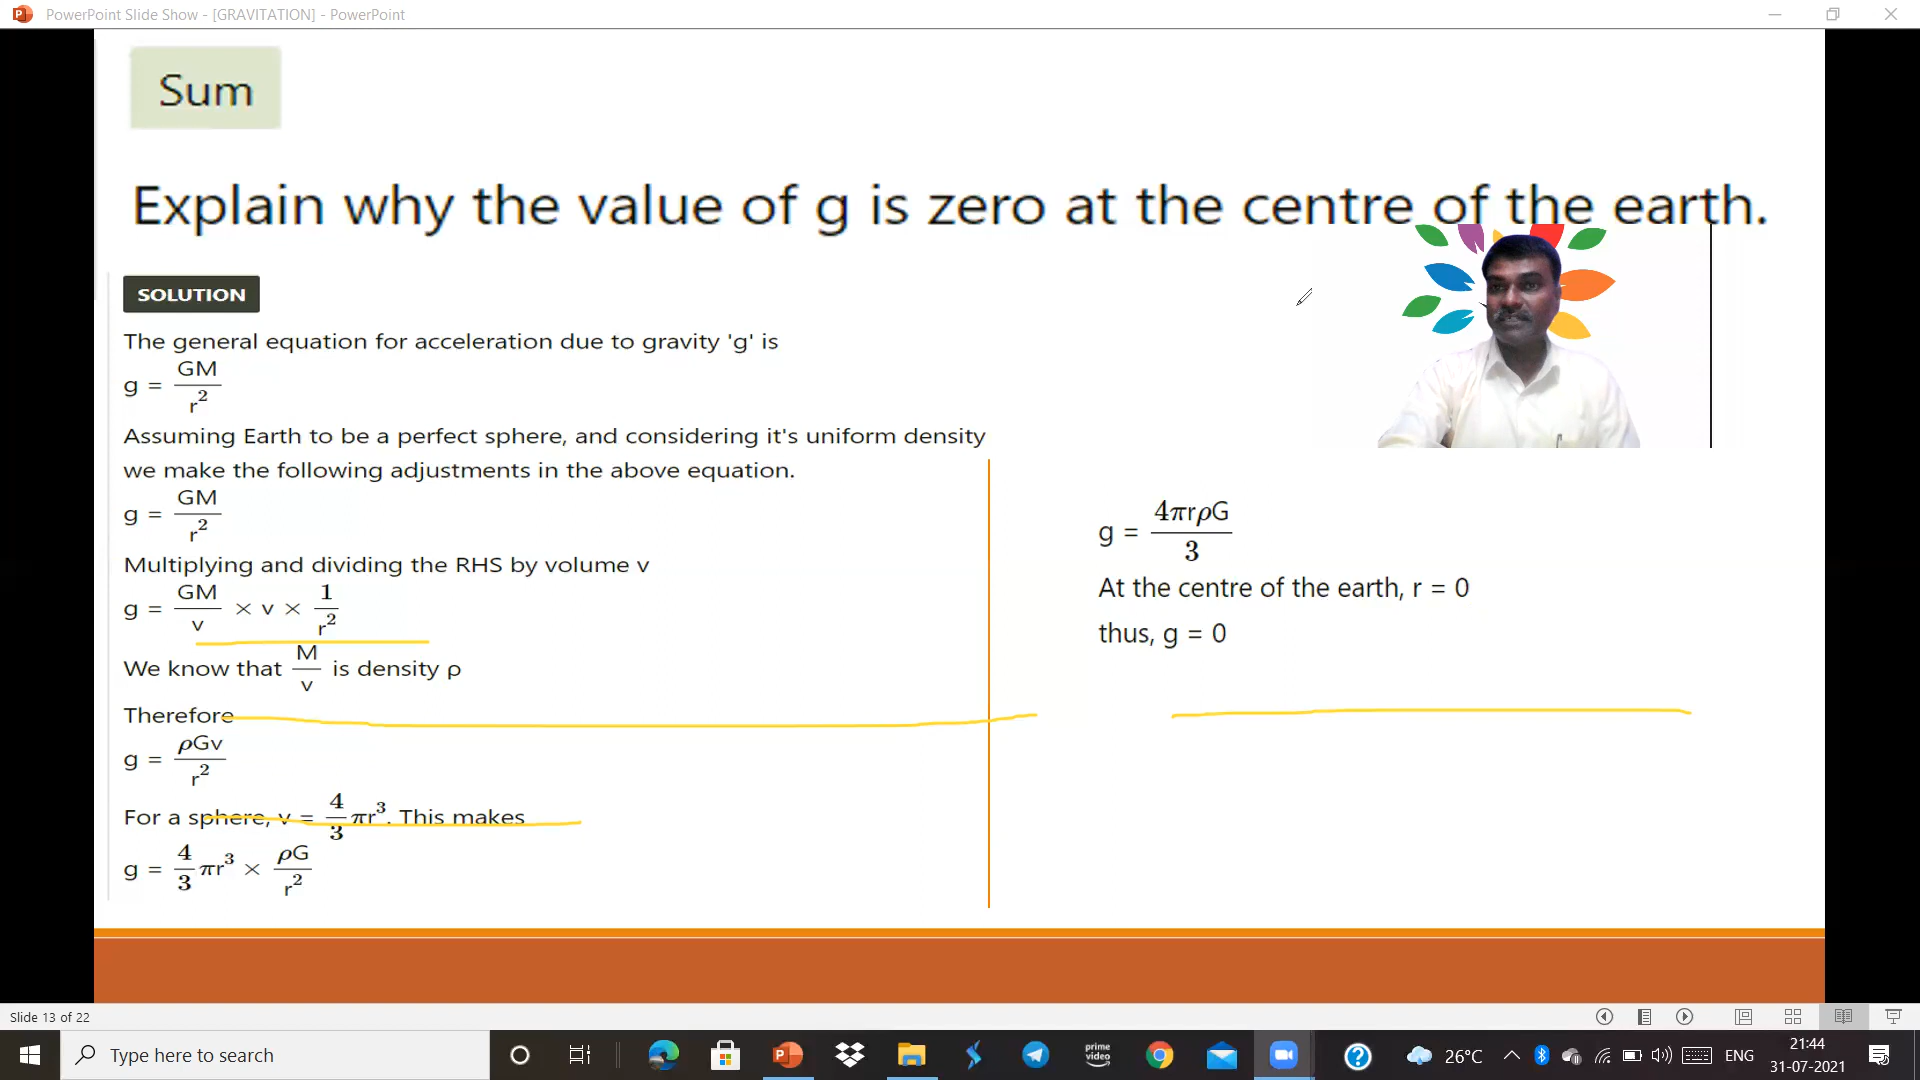 PowerPoint Slide Show - [GRAVITATION] - PowerPoint
Sum
Explain why the value of g is zero at the centre of the earth.
SOLUTION
The general equation for acceleration due to gravity 'g' is
g = GM / r²
Assuming Earth to be a perfect sphere, and considering it's uniform density
we make the following adjustments in the above equation.
g = GM / r²
Multiplying and dividing the RHS by volume v
g = GM / v × v × 1 / r²
We know that M / v is density ρ
Therefore
g = ρGv / r²
For a sphere, v = 4 / 3 πr³. This makes
g = 4 / 3 πr³ × ρG / r²
g = 4πrρG / 3
At the centre of the earth, r = 0
thus, g = 0
Slide 13 of 22
Type here to search
prime video
26°C
ENG
21:44
31-07-2021